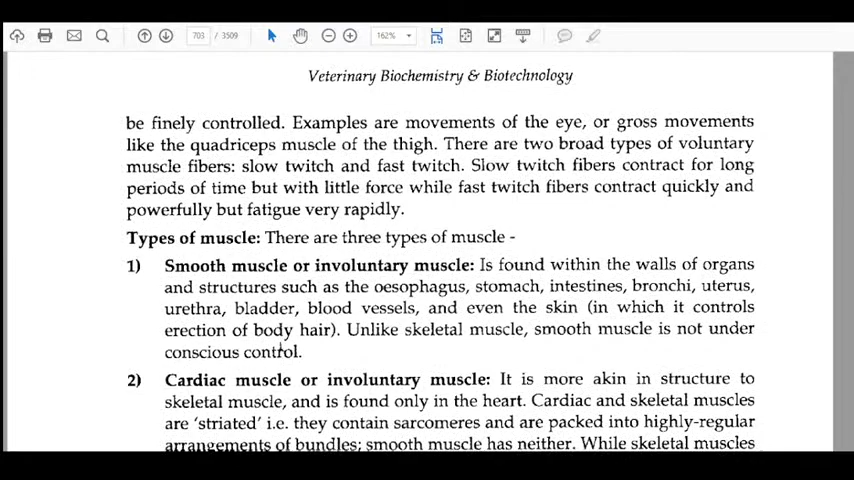 703 / 3509
162%
Veterinary Biochemistry & Biotechnology
be finely controlled. Examples are movements of the eye, or gross movements
like the quadriceps muscle of the thigh. There are two broad types of voluntary
muscle fibers: slow twitch and fast twitch. Slow twitch fibers contract for long
periods of time but with little force while fast twitch fibers contract quickly and
powerfully but fatigue very rapidly.
Types of muscle: There are three types of muscle -
1) Smooth muscle or involuntary muscle: Is found within the walls of organs
and structures such as the oesophagus, stomach, intestines, bronchi, uterus,
urethra, bladder, blood vessels, and even the skin (in which it controls
erection of body hair). Unlike skeletal muscle, smooth muscle is not under
conscious control.
2) Cardiac muscle or involuntary muscle: It is more akin in structure to
skeletal muscle, and is found only in the heart. Cardiac and skeletal muscles
are 'striated' i.e. they contain sarcomeres and are packed into highly-regular
arrangements of bundles; smooth muscle has neither. While skeletal muscles